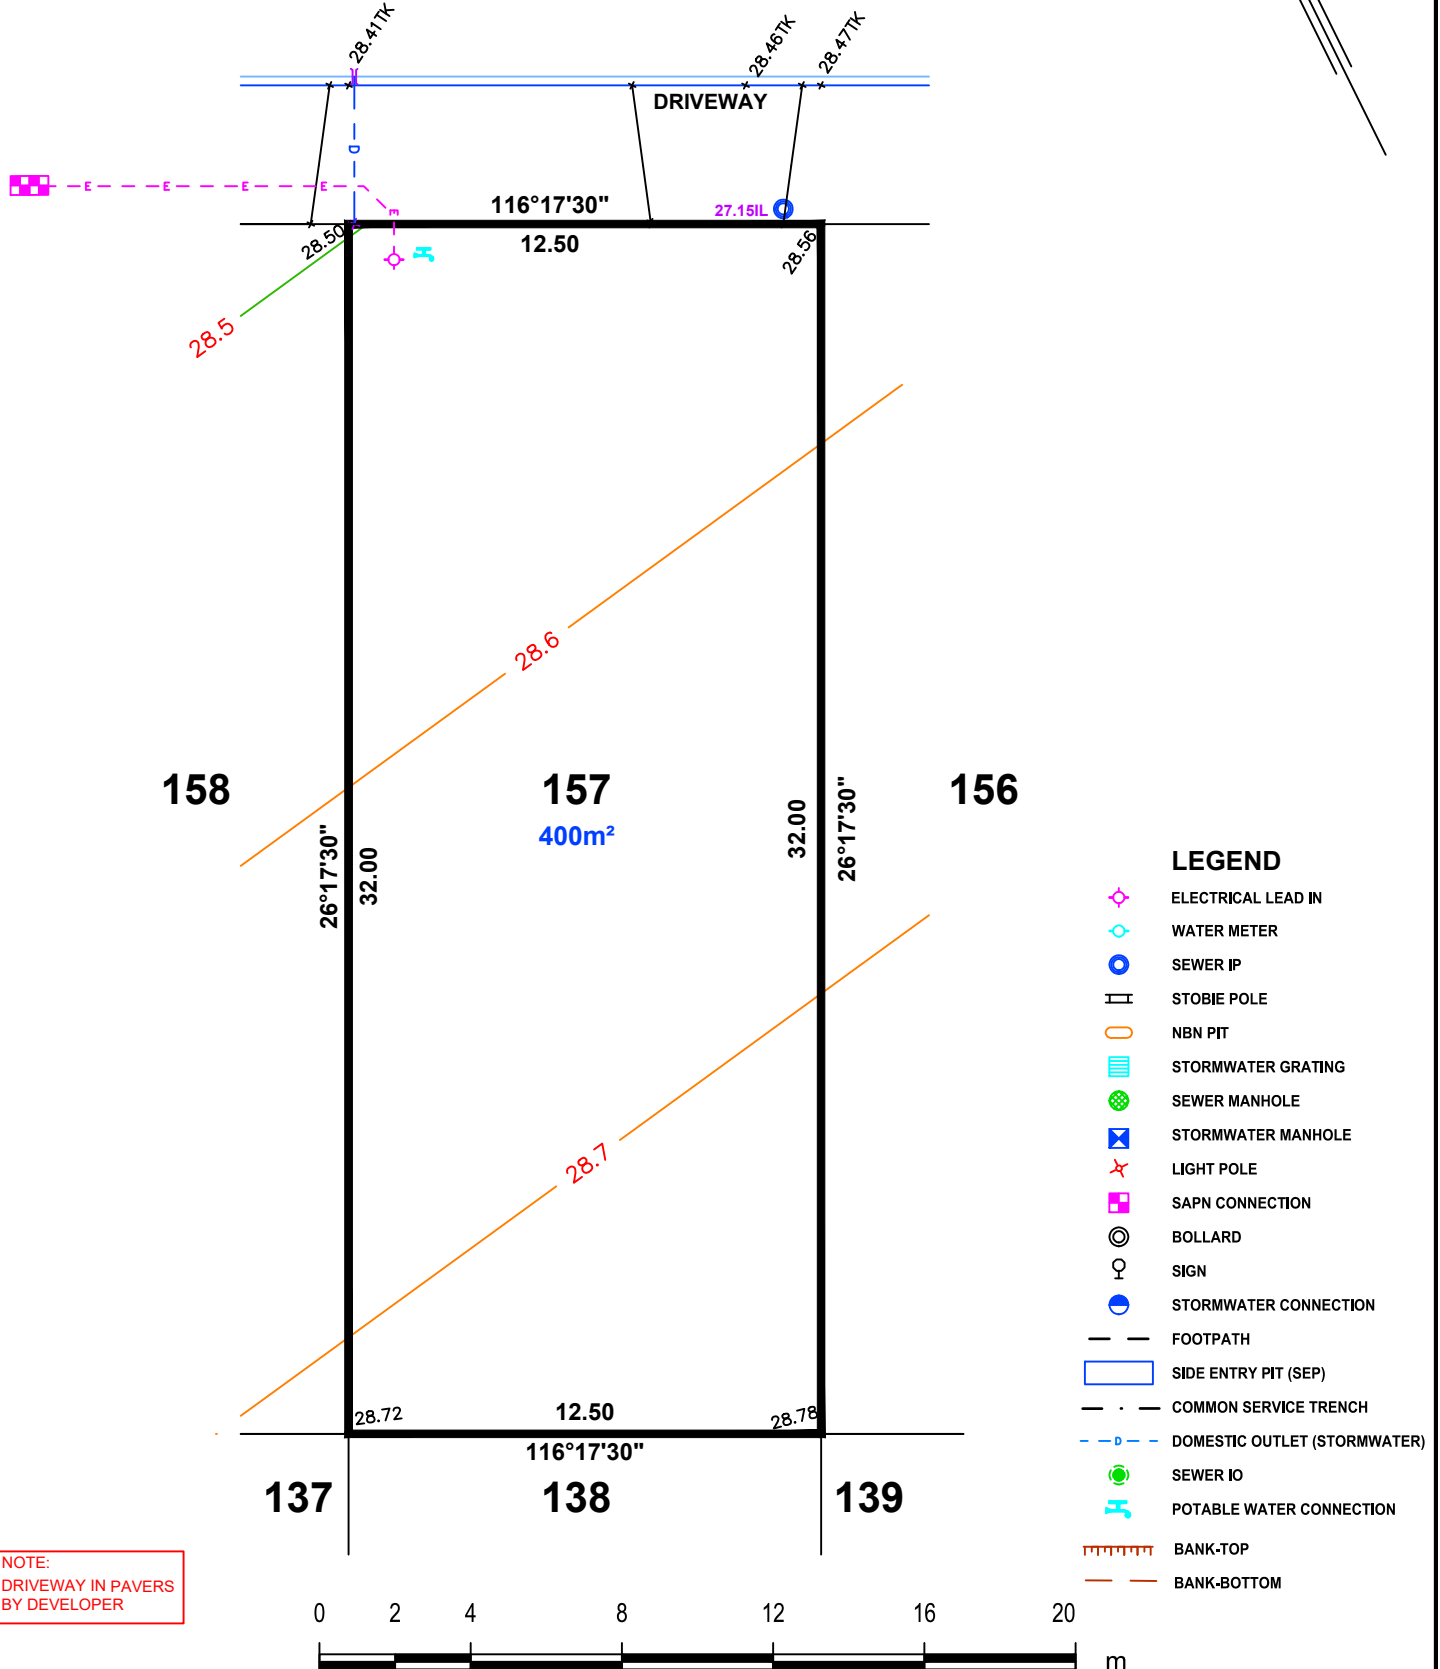 28.41TK
28.46TK
28.47TK
DRIVEWAY
D
E E E E
E
116°17'30"
27.15IL
12.50
28.50
28.56
28.5
28.6
158
157
156
400m²
26°17'30"
32.00
32.00
26°17'30"
28.7
28.72
12.50
28.78
116°17'30"
137
138
139
LEGEND
ELECTRICAL LEAD IN
WATER METER
SEWER IP
STOBIE POLE
NBN PIT
STORMWATER GRATING
SEWER MANHOLE
STORMWATER MANHOLE
LIGHT POLE
SAPN CONNECTION
BOLLARD
SIGN
STORMWATER CONNECTION
FOOTPATH
SIDE ENTRY PIT (SEP)
COMMON SERVICE TRENCH
D DOMESTIC OUTLET (STORMWATER)
SEWER IO
POTABLE WATER CONNECTION
BANK-TOP
BANK-BOTTOM
NOTE:
DRIVEWAY IN PAVERS
BY DEVELOPER
0 2 4 8 12 16 20
m